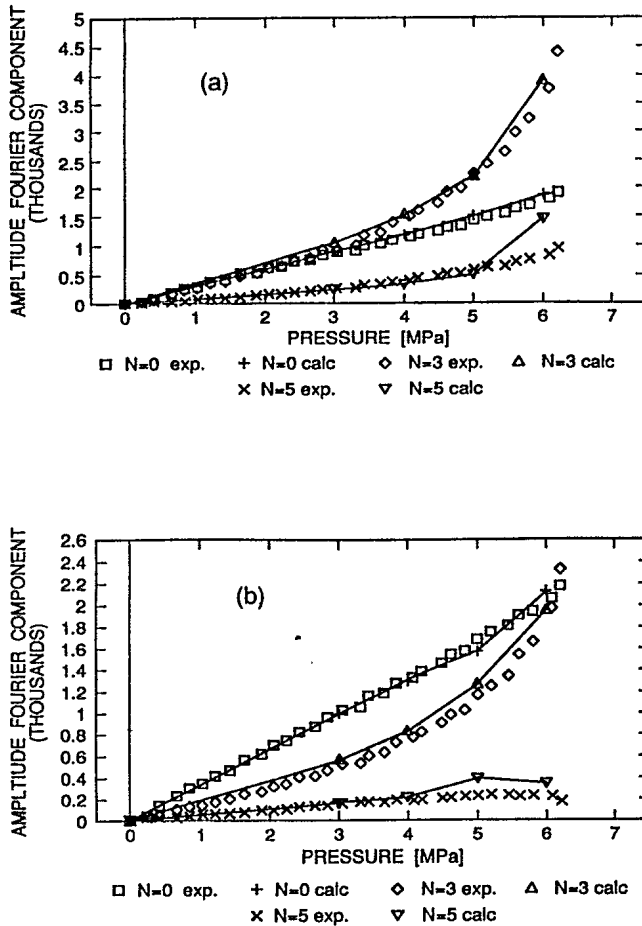 AMPLTIUDE FOURIER COMPONENT
(THOUSANDS)
5
4.5
4
3.5
3
2.5
2
1.5
1
0.5
0
(a)
0 1 2 3 4 5 6 7
PRESSURE [MPa]
□ N=0 exp. + N=0 calc ◇ N=3 exp. △ N=3 calc
× N=5 exp. ▽ N=5 calc
AMPLTIUDE FOURIER COMPONENT
(THOUSANDS)
2.6
2.4
2.2
2
1.8
1.6
1.4
1.2
1
0.8
0.6
0.4
0.2
0
(b)
0 1 2 3 4 5 6 7
PRESSURE [MPa]
□ N=0 exp. + N=0 calc ◇ N=3 exp. △ N=3 calc
× N=5 exp. ▽ N=5 calc